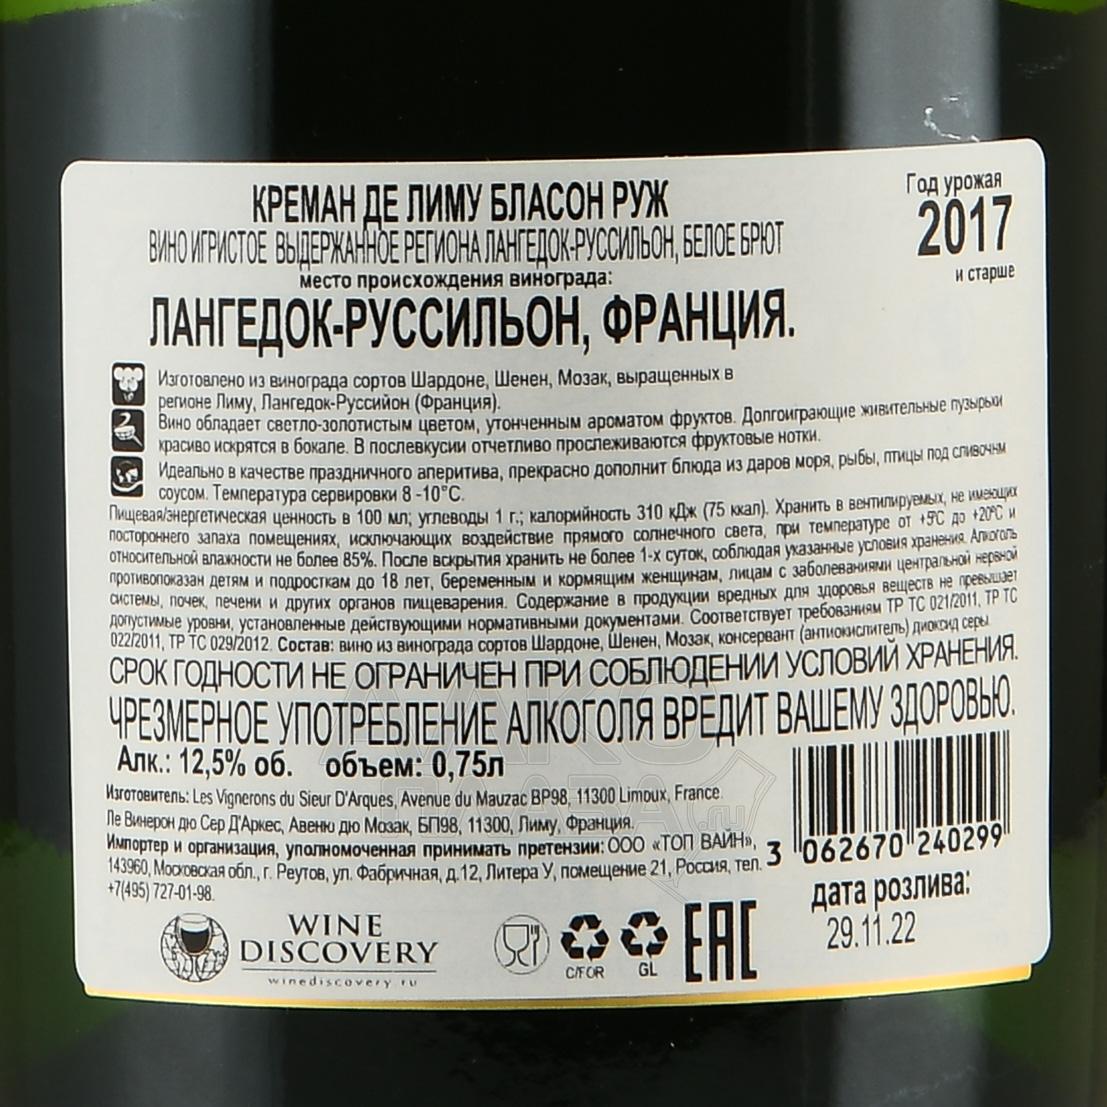 КРЕМАН ДЕ ЛИМУ БЛАСОН РУЖ
Год урожая
2017
и старше
ВИНО ИГРИСТОЕ ВЫДЕРЖАННОЕ РЕГИОНА ЛАНГЕДОК-РУССИЛЬОН, БЕЛОЕ БРЮТ
место происхождения винограда:
ЛАНГЕДОК-РУССИЛЬОН, ФРАНЦИЯ.
Изготовлено из винограда сортов Шардоне, Шенен, Мозак, выращенных в
регионе Лиму, Лангедок-Руссийон (Франция).
Вино обладает светло-золотистым цветом, утонченным ароматом фруктов. Долгоиграющие живительные пузырьки
красиво искрятся в бокале. В послевкусии отчетливо прослеживаются фруктовые нотки.
Идеально в качестве праздничного аперитива, прекрасно дополнит блюда из даров моря, рыбы, птицы под сливочным
соусом. Температура сервировки 8 -10°С.
Пищевая/энергетическая ценность в 100 мл; углеводы 1 г.; калорийность 310 кДж (75 ккал). Хранить в вентилируемых, не имеющих
постороннего запаха помещениях, исключающих воздействие прямого солнечного света, при температуре от +5°С до +20°С и
относительной влажности не более 85%. После вскрытия хранить не более 1-х суток, соблюдая указанные условия хранения. Алкоголь
противопоказан детям и подросткам до 18 лет, беременным и кормящим женщинам, лицам с заболеваниями центральной нервной
системы, почек, печени и других органов пищеварения. Содержание в продукции вредных для здоровья веществ не превышает
допустимые уровни, установленные действующими нормативными документами. Соответствует требованиям ТР ТС 021/2011, ТР ТС
022/2011, ТР ТС 029/2012. Состав: вино из винограда сортов Шардоне, Шенен, Мозак, консервант (антиокислитель) диоксид серы.
СРОК ГОДНОСТИ НЕ ОГРАНИЧЕН ПРИ СОБЛЮДЕНИИ УСЛОВИЙ ХРАНЕНИЯ.
ЧРЕЗМЕРНОЕ УПОТРЕБЛЕНИЕ АЛКОГОЛЯ ВРЕДИТ ВАШЕМУ ЗДОРОВЬЮ.
Алк.: 12,5% об. объем: 0,75л
Изготовитель: Les Vignerons du Sieur D'Arques, Avenue du Mauzac BP98, 11300 Limoux, France.
Ле Винерон дю Сер Д'Аркес, Авеню дю Мозак, БП98, 11300, Лиму, Франция.
Импортер и организация, уполномоченная принимать претензии: ООО «ТОП ВАЙН»,
143960, Московская обл., г. Реутов, ул. Фабричная, д.12, Литера У, помещение 21, Россия, тел.
+7(495) 727-01-98.
3 062670 240299
дата розлива:
29.11.22
WINE
DISCOVERY
winediscovery.ru
C/FOR
GL
EAC